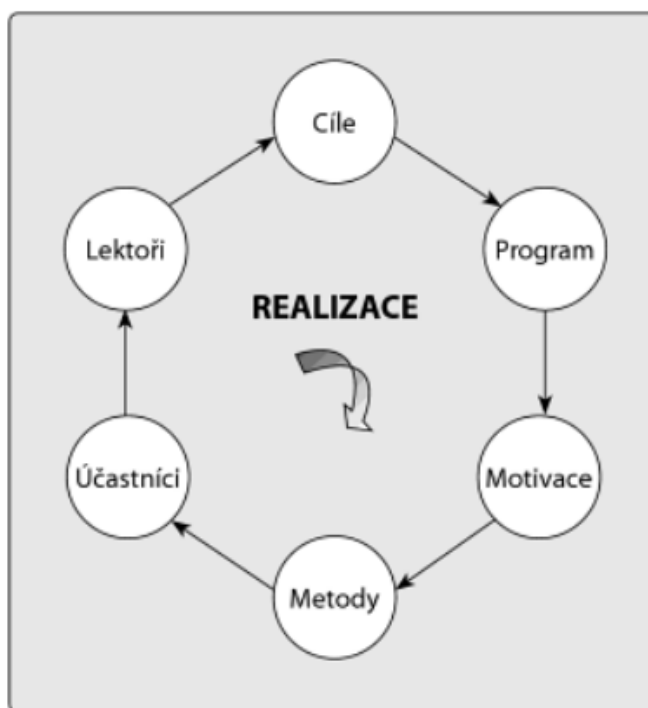 Cíle
Lektoři
Program
REALIZACE
Účastníci
Motivace
Metody